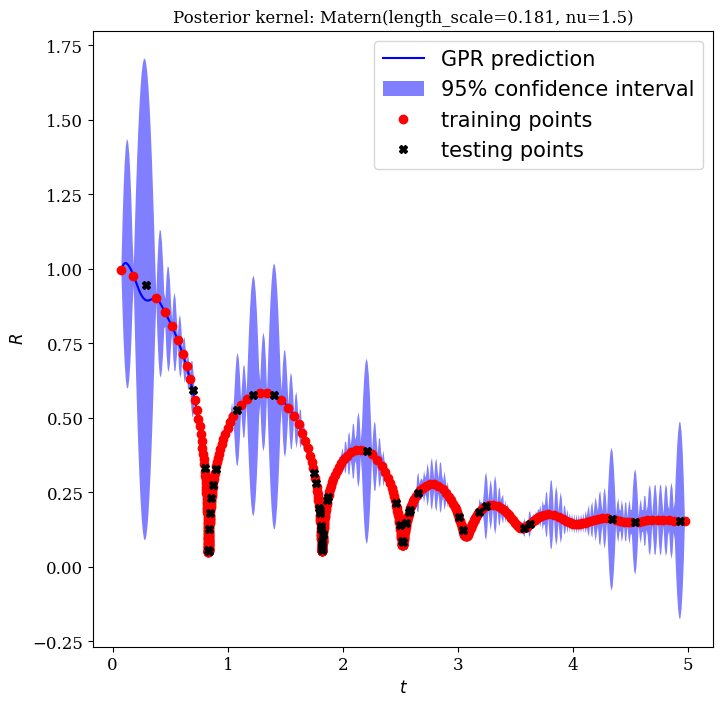 Posterior kernel: Matern(length_scale=0.181, nu=1.5)
GPR prediction
95% confidence interval
training points
testing points
1.75
1.50
1.25
1.00
0.75
0.50
0.25
0.00
−0.25
R
0 1 2 3 4 5
t